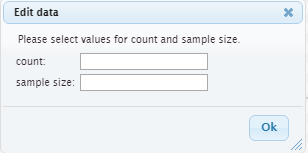 Edit data
Please select values for count and sample size.
count:
sample size:
Ok